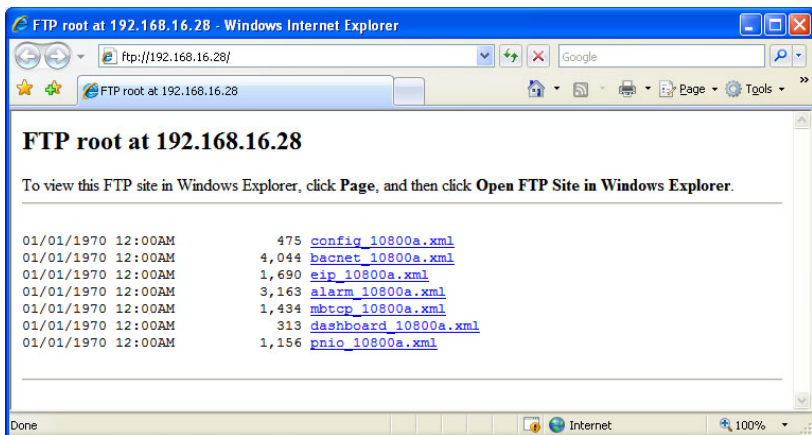 FTP root at 192.168.16.28 - Windows Internet Explorer
ftp://192.168.16.28/
Google
FTP root at 192.168.16.28
Page
Tools
»
FTP root at 192.168.16.28
To view this FTP site in Windows Explorer, click Page, and then click Open FTP Site in Windows Explorer.
01/01/1970 12:00AM 475 config_10800a.xml
01/01/1970 12:00AM 4,044 bacnet_10800a.xml
01/01/1970 12:00AM 1,690 eip_10800a.xml
01/01/1970 12:00AM 3,163 alarm_10800a.xml
01/01/1970 12:00AM 1,434 mbtcp_10800a.xml
01/01/1970 12:00AM 313 dashboard_10800a.xml
01/01/1970 12:00AM 1,156 pnio_10800a.xml
Done
Internet
100%